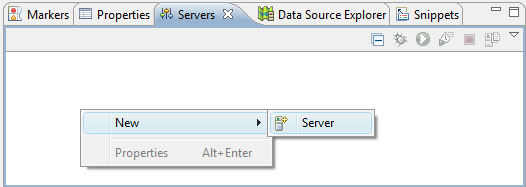 Markers Properties Servers Data Source Explorer Snippets
New Server
Properties Alt+Enter